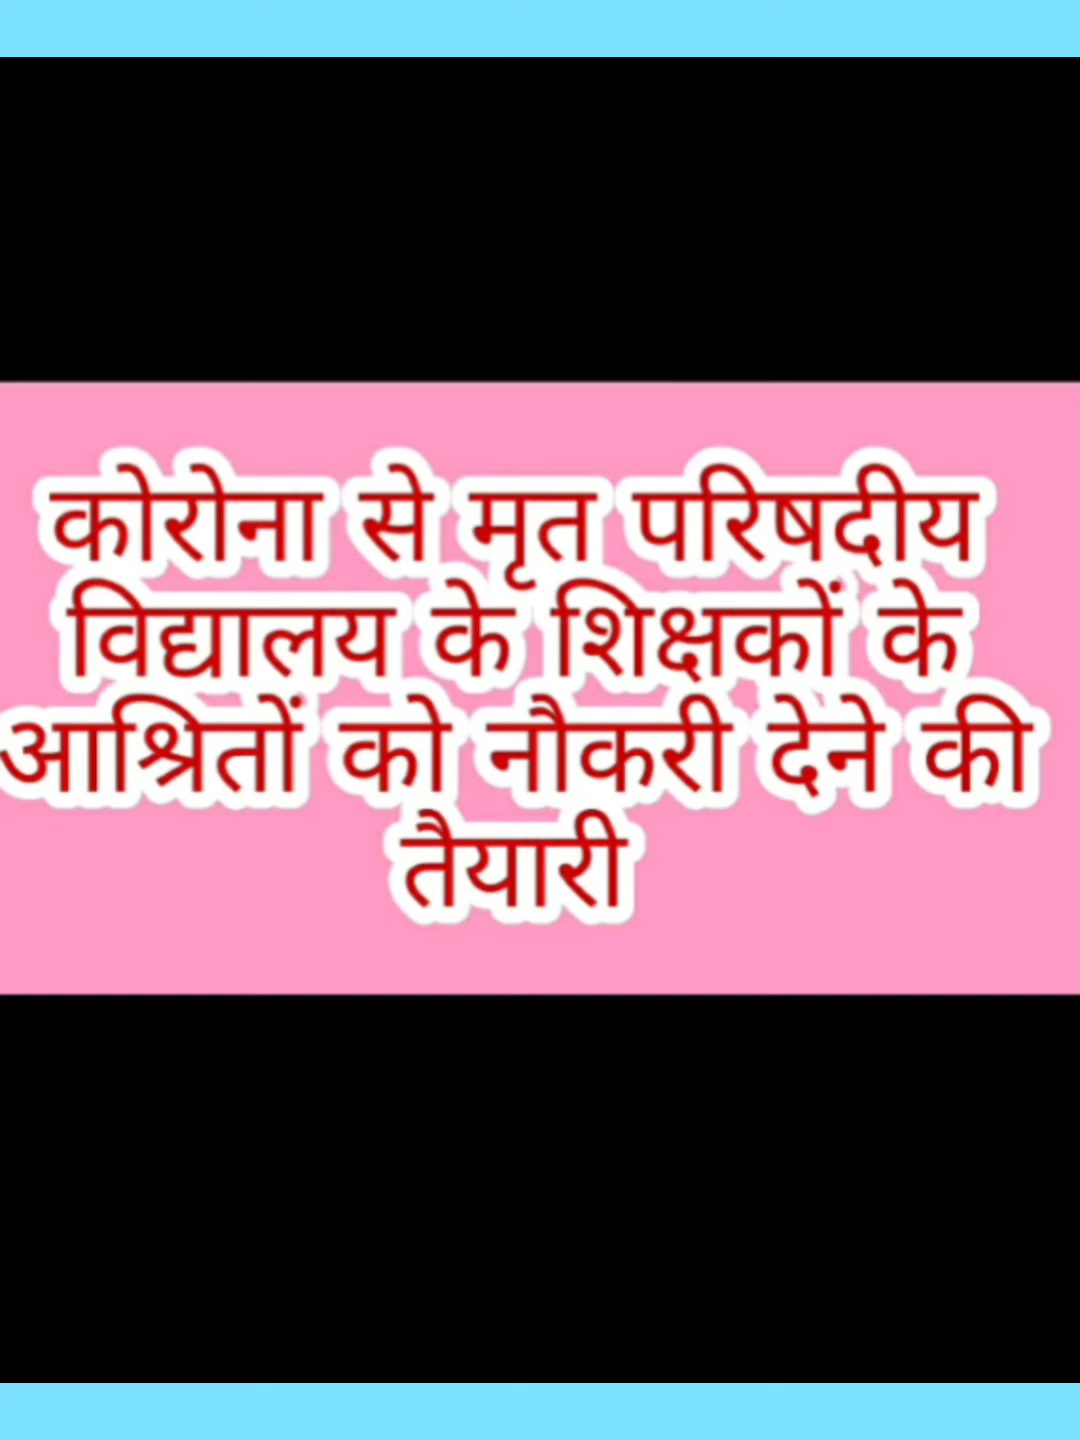 कोरोना से मृत परिषदीय
विद्यालय के शिक्षकों के
आश्रितों को नौकरी देने की
तैयारी